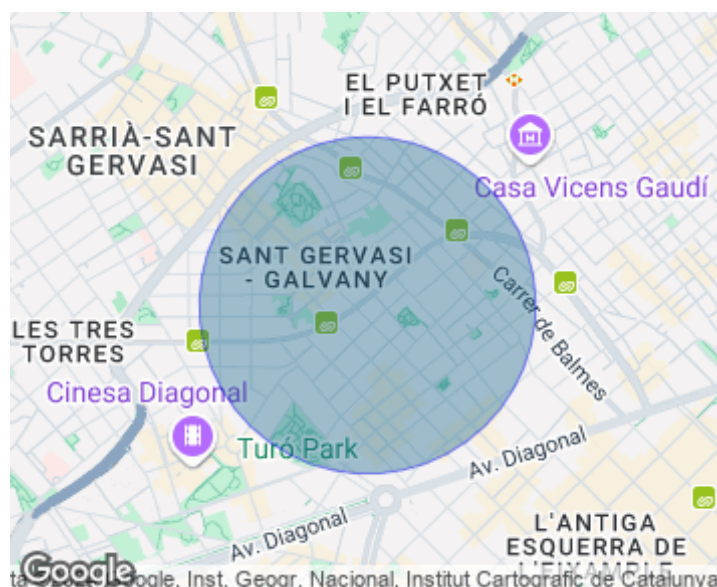 EL PUTXET
I EL FARRÓ
SARRIÀ-SANT
GERVASI
Casa Vicens Gaudí
SANT GERVASI
- GALVANY
Carrer de Balmes
LES TRES
TORRES
Cinesa Diagonal
Turó Park
Av. Diagonal
Av. Diagonal
L'ANTIGA
ESQUERRA DE
L'EIXAMPLE
Google
Google, Inst. Geogr. Nacional, Institut Cartogràfic de Catalunya